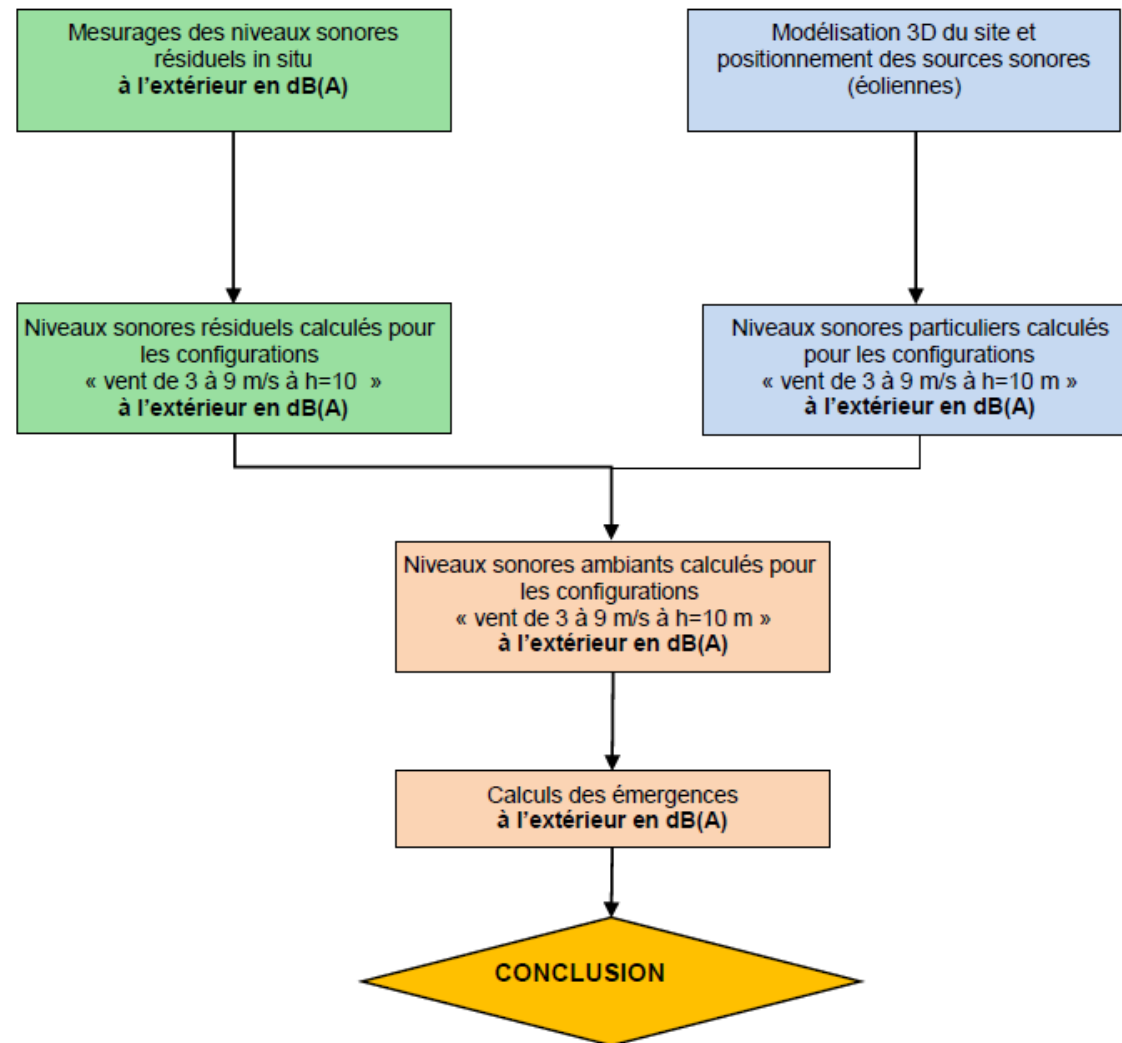 Mesurages des niveaux sonores
résiduels in situ
à l'extérieur en dB(A)
Modélisation 3D du site et
positionnement des sources sonores
(éoliennes)
Niveaux sonores résiduels calculés pour
les configurations
« vent de 3 à 9 m/s à h=10 »
à l'extérieur en dB(A)
Niveaux sonores particuliers calculés
pour les configurations
« vent de 3 à 9 m/s à h=10 m »
à l'extérieur en dB(A)
Niveaux sonores ambiants calculés pour
les configurations
« vent de 3 à 9 m/s à h=10 m »
à l'extérieur en dB(A)
Calculs des émergences
à l'extérieur en dB(A)
CONCLUSION